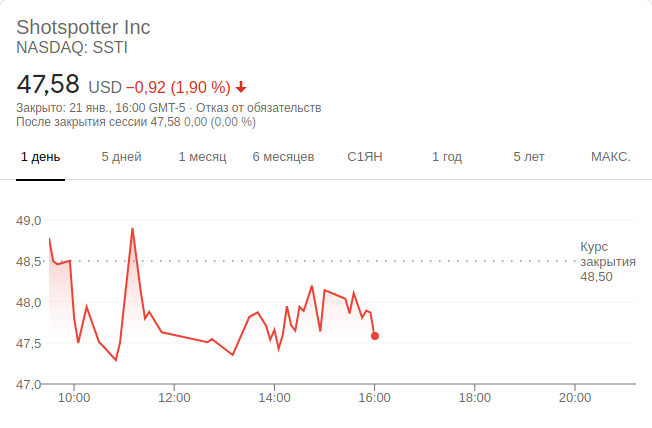 Shotspotter Inc
NASDAQ: SSTI
47,58 USD −0,92 (1,90 %)
Закрыто: 21 янв., 16:00 GMT-5 · Отказ от обязательств
После закрытия сессии 47,58 0,00 (0,00 %)
1 день 5 дней 1 месяц 6 месяцев С1ЯН 1 год 5 лет МАКС.
49,0
48,5
48,0
47,5
47,0
Курс
закрытия
48,50
10:00 12:00 14:00 16:00 18:00 20:00